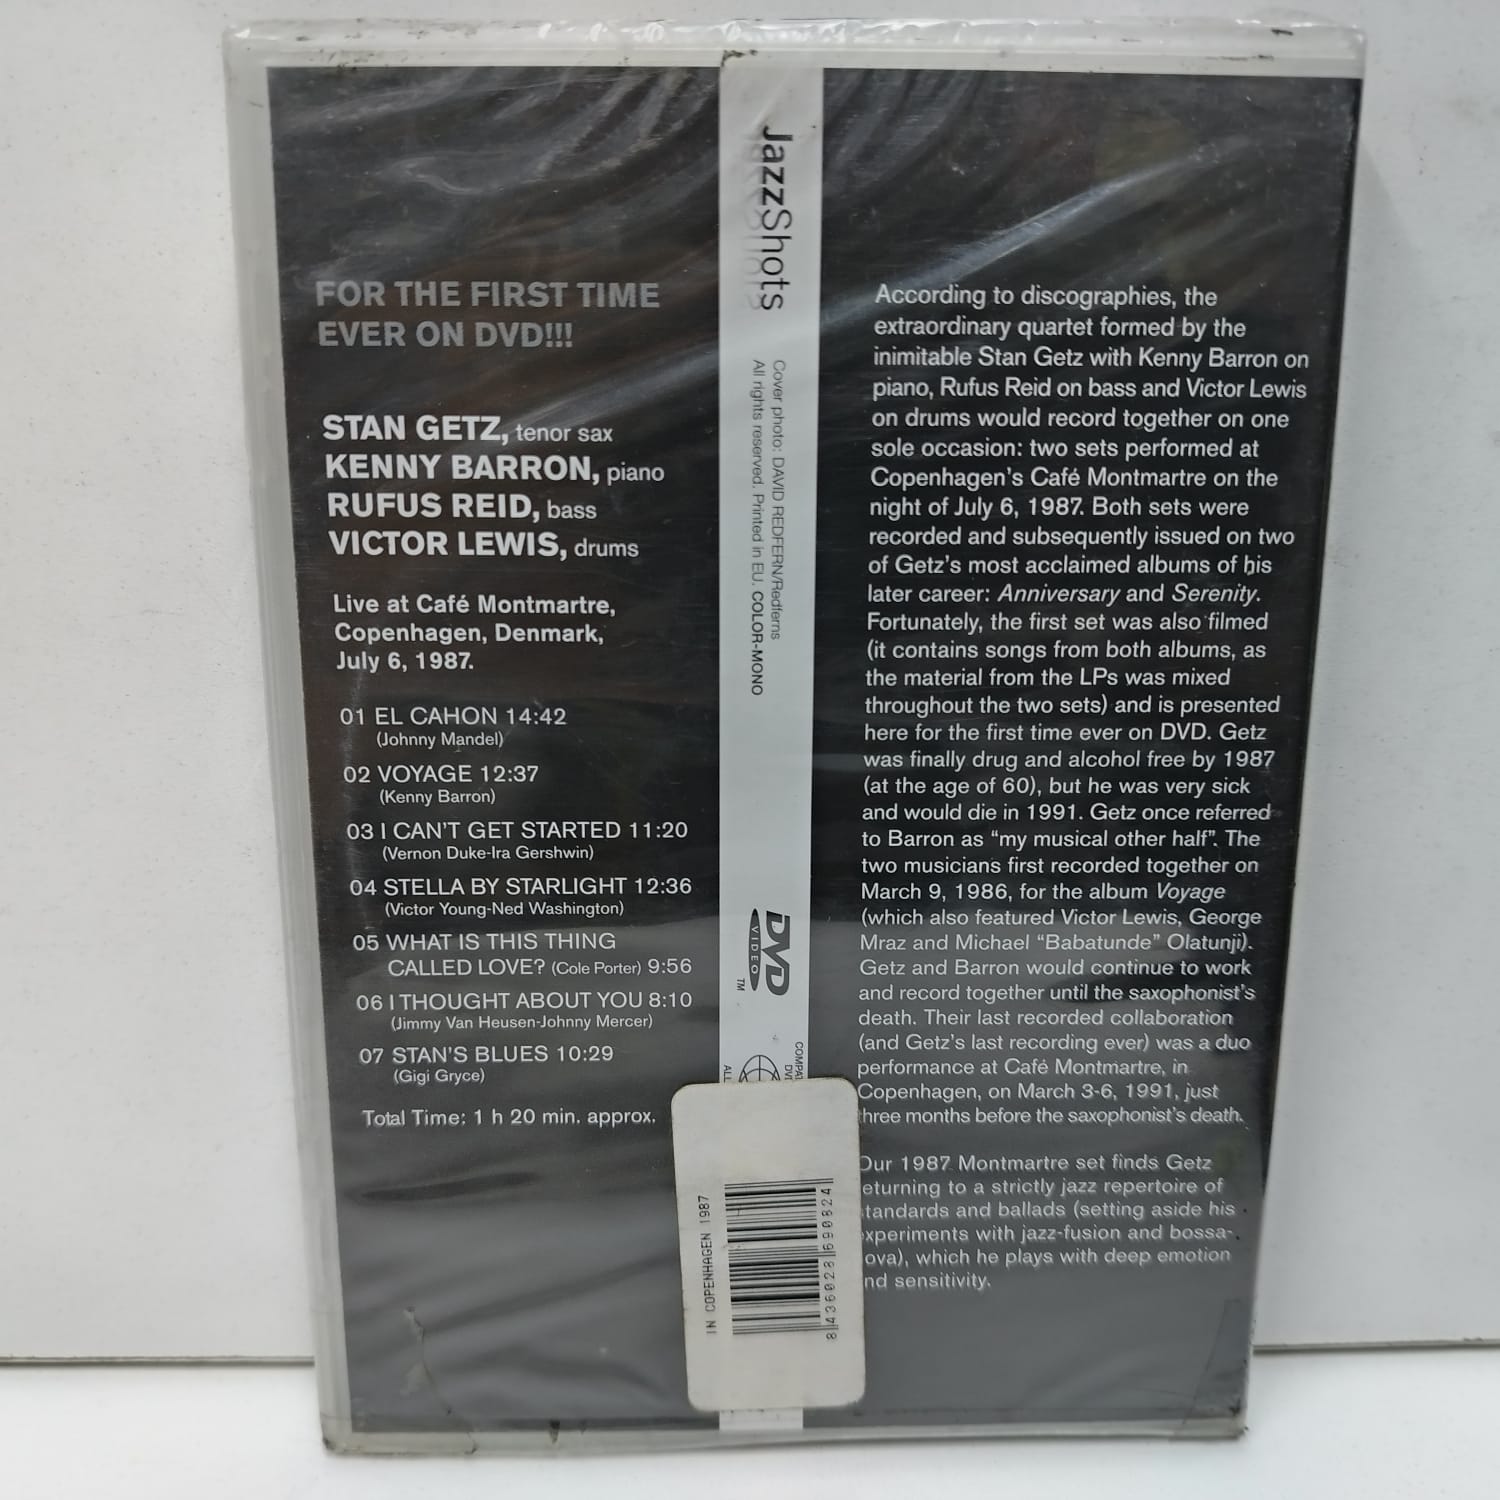 FOR THE FIRST TIME
EVER ON DVD!!!
STAN GETZ, tenor sax
KENNY BARRON, piano
RUFUS REID, bass
VICTOR LEWIS, drums
Live at Café Montmartre,
Copenhagen, Denmark,
July 6, 1987.
01 EL CAHON 14:42
(Johnny Mandel)
02 VOYAGE 12:37
(Kenny Barron)
03 I CAN'T GET STARTED 11:20
(Vernon Duke-Ira Gershwin)
04 STELLA BY STARLIGHT 12:36
(Victor Young-Ned Washington)
05 WHAT IS THIS THING
CALLED LOVE? (Cole Porter) 9:56
06 I THOUGHT ABOUT YOU 8:10
(Jimmy Van Heusen-Johnny Mercer)
07 STAN'S BLUES 10:29
(Gigi Gryce)
Total Time: 1 h 20 min. approx.
JazzShots
Cover photo: DAVID REDFERN/Redferns
All rights reserved. Printed in EU. COLOR-MONO
DVD
VIDEO
TM
IN COPENHAGEN 1987
8 436028 690824
According to discographies, the
extraordinary quartet formed by the
inimitable Stan Getz with Kenny Barron on
piano, Rufus Reid on bass and Victor Lewis
on drums would record together on one
sole occasion: two sets performed at
Copenhagen's Café Montmartre on the
night of July 6, 1987. Both sets were
recorded and subsequently issued on two
of Getz's most acclaimed albums of his
later career: Anniversary and Serenity.
Fortunately, the first set was also filmed
(it contains songs from both albums, as
the material from the LPs was mixed
throughout the two sets) and is presented
here for the first time ever on DVD. Getz
was finally drug and alcohol free by 1987
(at the age of 60), but he was very sick
and would die in 1991. Getz once referred
to Barron as "my musical other half". The
two musicians first recorded together on
March 9, 1986, for the album Voyage
(which also featured Victor Lewis, George
Mraz and Michael "Babatunde" Olatunji).
Getz and Barron would continue to work
and record together until the saxophonist's
death. Their last recorded collaboration
(and Getz's last recording ever) was a duo
performance at Café Montmartre, in
Copenhagen, on March 3-6, 1991, just
three months before the saxophonist's death.
Our 1987 Montmartre set finds Getz
eturning to a strictly jazz repertoire of
tandards and ballads (setting aside his
xperiments with jazz-fusion and bossa-
ova), which he plays with deep emotion
nd sensitivity.